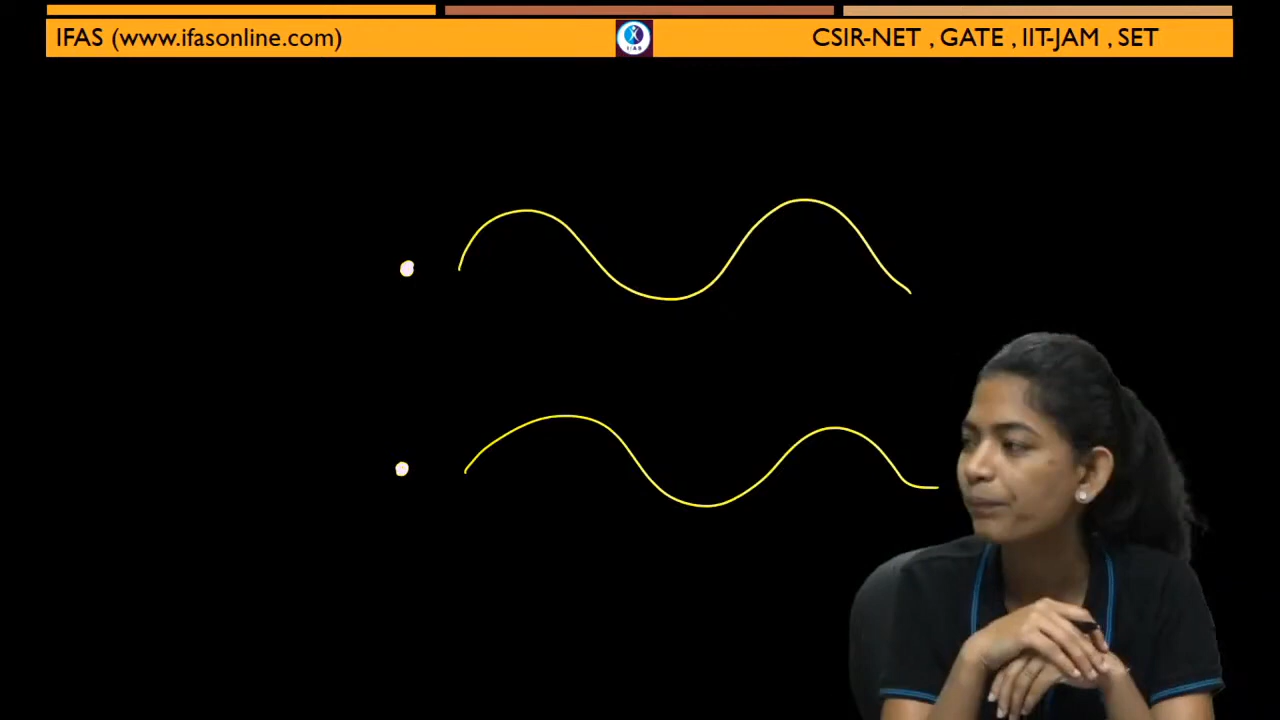 IFAS (www.ifasonline.com)
CSIR-NET , GATE , IIT-JAM , SET